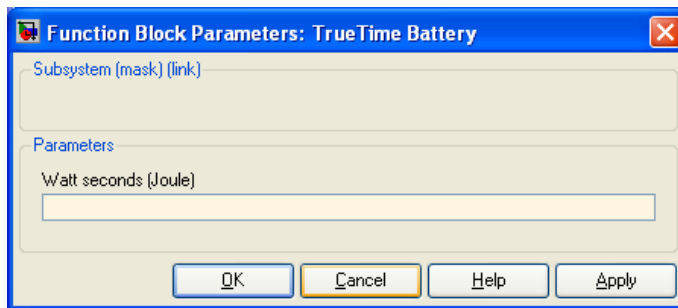 Function Block Parameters: TrueTime Battery
Subsystem (mask) (link)
Parameters
Watt seconds (Joule)
OK Cancel Help Apply